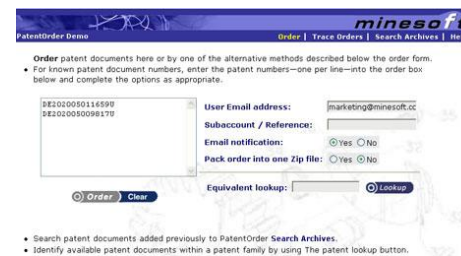 minesoft
PatentOrder Demo
Order | Trace Orders | Search Archives | He
Order patent documents here or by one of the alternative methods described below the order form.
• For known patent document numbers, enter the patent numbers—one per line—into the order box
below and complete the options as appropriate.
DE202005011659U
DE202005009817U
User Email address: marketing@minesoft.cc
Subaccount / Reference:
Email notification: Yes No
Pack order into one Zip file: Yes No
Order Clear
Equivalent lookup: Lookup
• Search patent documents added previously to PatentOrder Search Archives.
• Identify available patent documents within a patent family by using The patent lookup button.